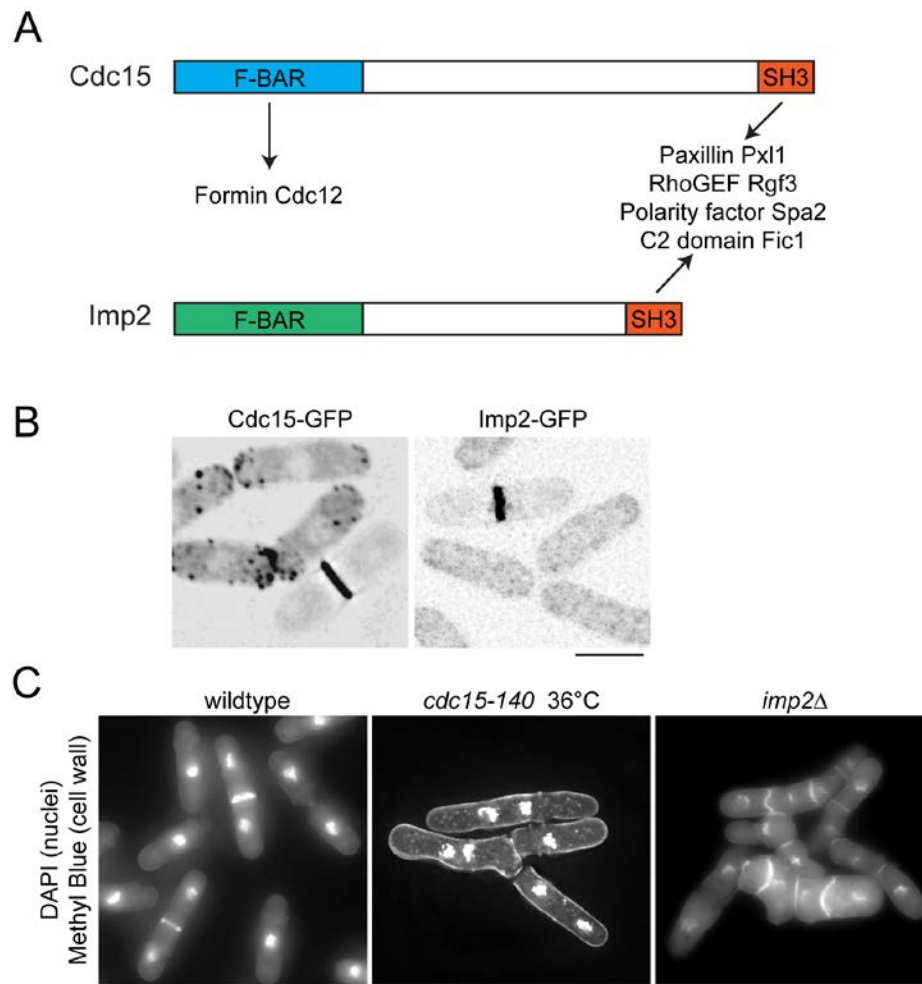 A
Cdc15
F-BAR
SH3
Formin Cdc12
Paxillin Pxl1
RhoGEF Rgf3
Polarity factor Spa2
C2 domain Fic1
Imp2
F-BAR
SH3
B
Cdc15-GFP
Imp2-GFP
C
wildtype
cdc15-140 36°C
imp2Δ
DAPI (nuclei)
Methyl Blue (cell wall)